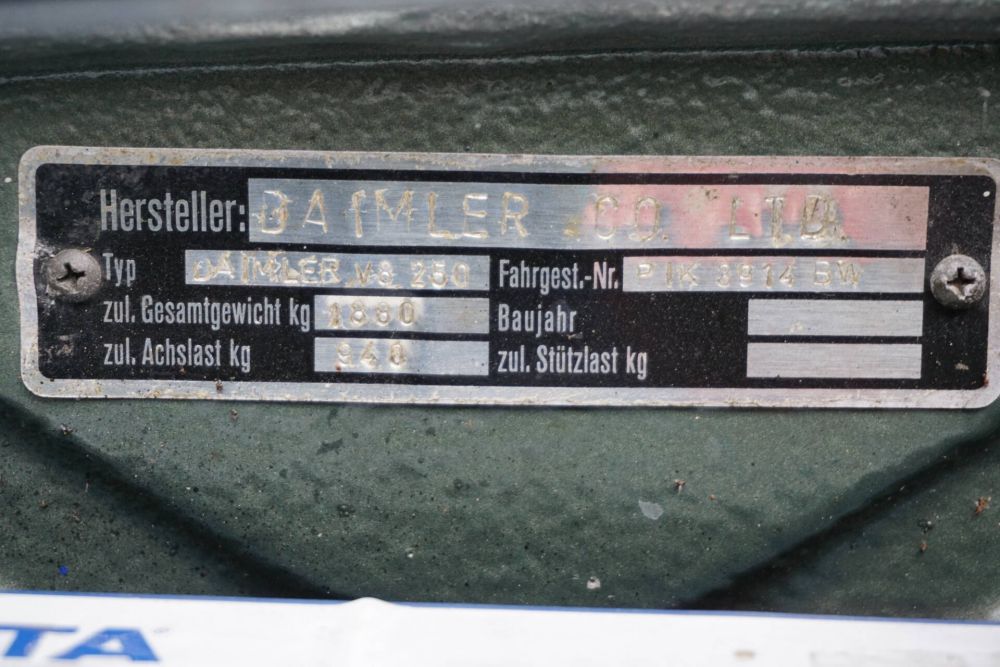 Hersteller: DAIMLER CO. LTD.
Typ DAIMLER V8 250 Fahrgest.-Nr. P1K 3914 BW
zul. Gesamtgewicht kg 1880 Baujahr
zul. Achslast kg 940 zul. Stützlast kg
TA